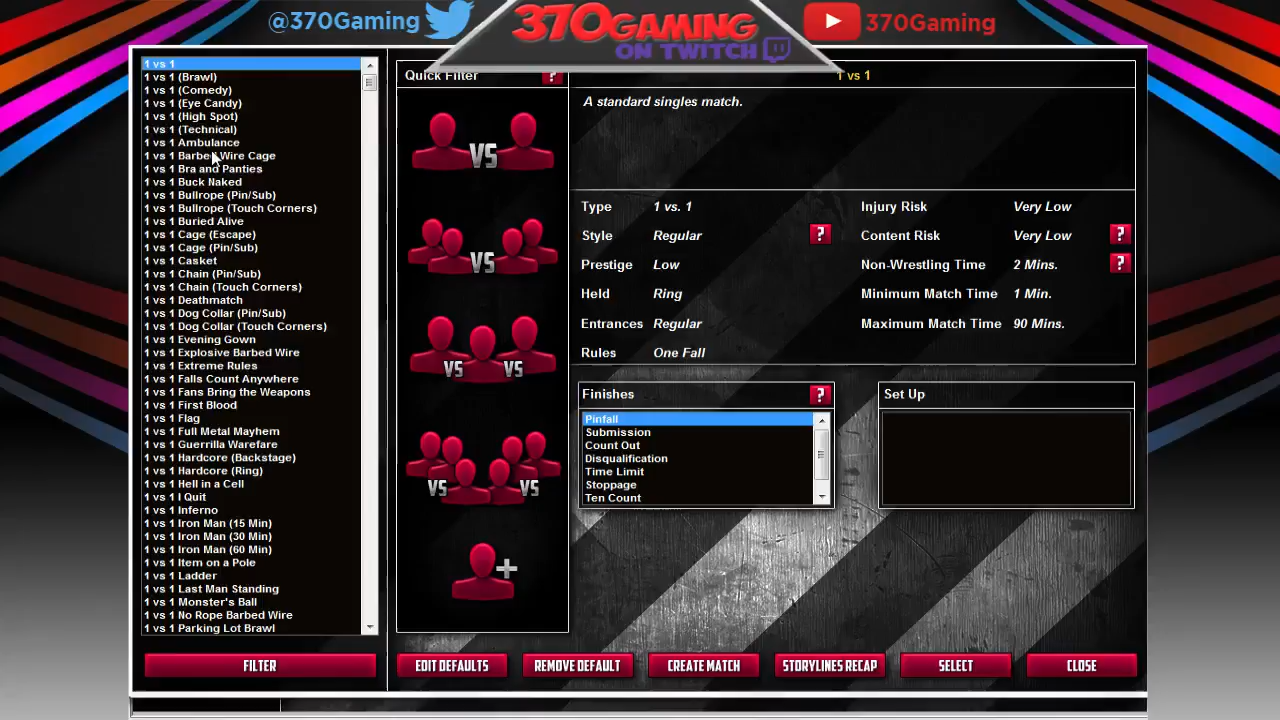 @370Gaming
370GAMING
ON TWITCH
370GAMING
1 vs 1
1 vs 1 (Brawl)
1 vs 1 (Comedy)
1 vs 1 (Eye Candy)
1 vs 1 (High Spot)
1 vs 1 (Technical)
1 vs 1 Ambulance
1 vs 1 Barbed Wire Cage
1 vs 1 Bra and Panties
1 vs 1 Buck Naked
1 vs 1 Bullrope (Pin/Sub)
1 vs 1 Bullrope (Touch Corners)
1 vs 1 Buried Alive
1 vs 1 Cage (Escape)
1 vs 1 Cage (Pin/Sub)
1 vs 1 Casket
1 vs 1 Chain (Pin/Sub)
1 vs 1 Chain (Touch Corners)
1 vs 1 Deathmatch
1 vs 1 Dog Collar (Pin/Sub)
1 vs 1 Dog Collar (Touch Corners)
1 vs 1 Evening Gown
1 vs 1 Explosive Barbed Wire
1 vs 1 Extreme Rules
1 vs 1 Falls Count Anywhere
1 vs 1 Fans Bring the Weapons
1 vs 1 First Blood
1 vs 1 Flag
1 vs 1 Full Metal Mayhem
1 vs 1 Guerrilla Warefare
1 vs 1 Hardcore (Backstage)
1 vs 1 Hardcore (Ring)
1 vs 1 Hell in a Cell
1 vs 1 I Quit
1 vs 1 Inferno
1 vs 1 Iron Man (15 Min)
1 vs 1 Iron Man (30 Min)
1 vs 1 Iron Man (60 Min)
1 vs 1 Item on a Pole
1 vs 1 Ladder
1 vs 1 Last Man Standing
1 vs 1 Monster's Ball
1 vs 1 No Rope Barbed Wire
1 vs 1 Parking Lot Brawl
FILTER
Quick Filter ?
VS
VS
VS VS
VS VS
+
1 vs 1
A standard singles match.
Type 1 vs. 1
Style Regular ?
Prestige Low
Held Ring
Entrances Regular
Rules One Fall
Injury Risk Very Low
Content Risk Very Low ?
Non-Wrestling Time 2 Mins. ?
Minimum Match Time 1 Min.
Maximum Match Time 90 Mins.
Finishes ?
Pinfall
Submission
Count Out
Disqualification
Time Limit
Stoppage
Ten Count
Set Up
EDIT DEFAULTS
REMOVE DEFAULT
CREATE MATCH
STORYLINES RECAP
SELECT
CLOSE